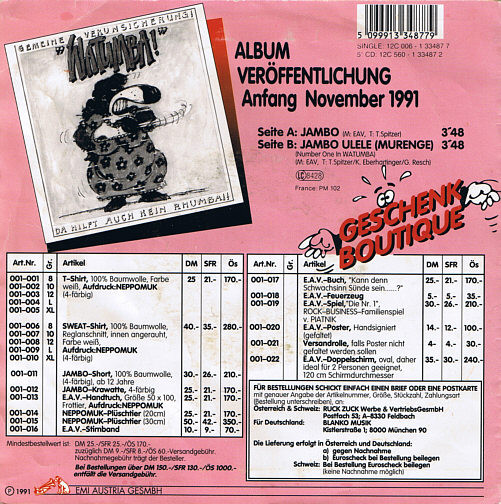 5 099913 348779
SINGLE: 12C 006 - 1 33487 7
5" CD: 12C 560 - 1 33487 2
GEMEINE VERUNSICHERUNG!
"WATUMBA!"
DA HILFT AUCH KEIN RHUMBA!!
ALBUM
VERÖFFENTLICHUNG
Anfang November 1991
Seite A: JAMBO (M: EAV, T: T.Spitzer) 3"48
Seite B: JAMBO ULELE (MURENGE) 3"48
(Number One In WATUMBA)
(M: EAV, T: T.Spitzer/K. Eberhartinger/G. Resch)
LC 8428
France: PM 102
GESCHENK
BOUTIQUE
Art.Nr. Gr. Artikel DM SFR Ös
001-001 8 T-Shirt, 100% Baumwolle, Farbe 25 21.- 170.-
001-002 10 weiß, Aufdruck:NEPPOMUK
001-003 12 (4-färbig)
001-004 L
001-005 XL
001-006 8 SWEAT-Shirt, 100% Baumwolle, 40.- 35.- 280.-
001-007 10 Reglanschnitt, innen angerauht,
001-008 12 Farbe weiß,
001-009 L Aufdruck:NEPPOMUK
001-010 XL (4-färbig)
001-011 JAMBO-Short, 100% Baumwolle, 30.- 26.- 210.-
(4-färbig), ab 12 Jahre
001-012 JAMBO-Krawatte, 4-färbig 25.- 21.- 170.-
001-013 E.A.V.-Handtuch, Größe 50 x 100, 25.- 21.- 170.-
Frottier, Aufdruck:NEPPOMUK
001-014 NEPPOMUK-Plüschtier (20cm) 25.- 21.- 170.-
001-015 NEPPOMUK-Plüschtier (30cm) 50.- 42.- 350.-
001-016 E.A.V.-Stirnband 10.- 9.- 70.-
Mindestbestellwert ist: DM 25.-/SFR 25.-/ÖS 170.-
zuzüglich DM 9.-/SFR 8.-/ÖS 60.-Versandgebühr.
Nachnahmegebühr trägt der Besteller.
Bei Bestellungen über DM 150.-/SFR 130.-/ÖS 1000.-
entfällt die Versandgebühr.
Art.Nr. Gr. Artikel DM SFR Ös
001-017 E.A.V.-Buch, "Kann denn 25.- 21.- 170.-
Schwachsinn Sünde sein.....?"
001-018 E.A.V.-Feuerzeug 5.- 5.- 35.-
001-019 E.A.V.-Spiel,"Die Nr. 1", 30.- 26.- 210.-
ROCK-BUSINESS-Familienspiel
v. PIATNIK
001-020 E.A.V.-Poster, Handsigniert 14.- 12.- 100.-
(gefaltet)
001-021 Versandrolle, falls Poster nicht 4.- 4.- 30.-
gefaltet werden sollen
001-022 E.A.V.-Doppelschirm, oval, daher 35.- 30.- 240.-
ideal für 2 Personen geeignet,
120 cm Schirmdurchmesser
FÜR BESTELLUNGEN SCHICKT EINFACH EINEN BRIEF ODER EINE POSTKARTE
mit genauer Angabe der Artikelnummer, Größe, Stückzahl, Zahlungsart
(Bestellung unterschreiben), an:
Österreich & Schweiz: RUCK ZUCK Werbe & VertriebsGesmbH
Postfach 53; A-8330 Feldbach
Für Deutschland: BLANKO MUSIK
Kästlerstraße 1; 8000 München 90
Die Lieferung erfolgt in Österreich und Deutschland:
a) gegen Nachnahme
b) Euroscheck bei Bestellung beilegen
in Schweiz: Bei Bestellung Euroscheck beilegen
(keine Nachnahme)
Ⓟ 1991 EMI AUSTRIA GESMBH